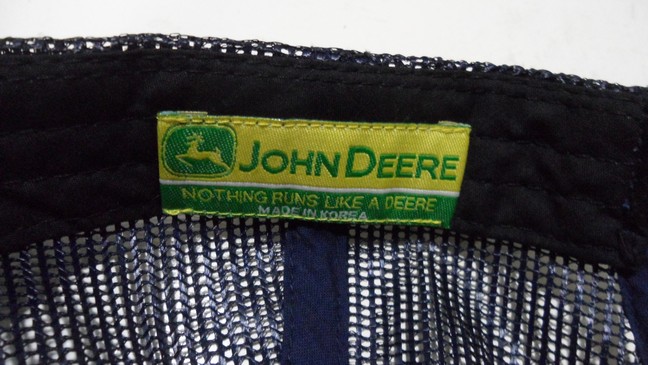 JOHN DEERE
NOTHING RUNS LIKE A DEERE
MADE IN KOREA